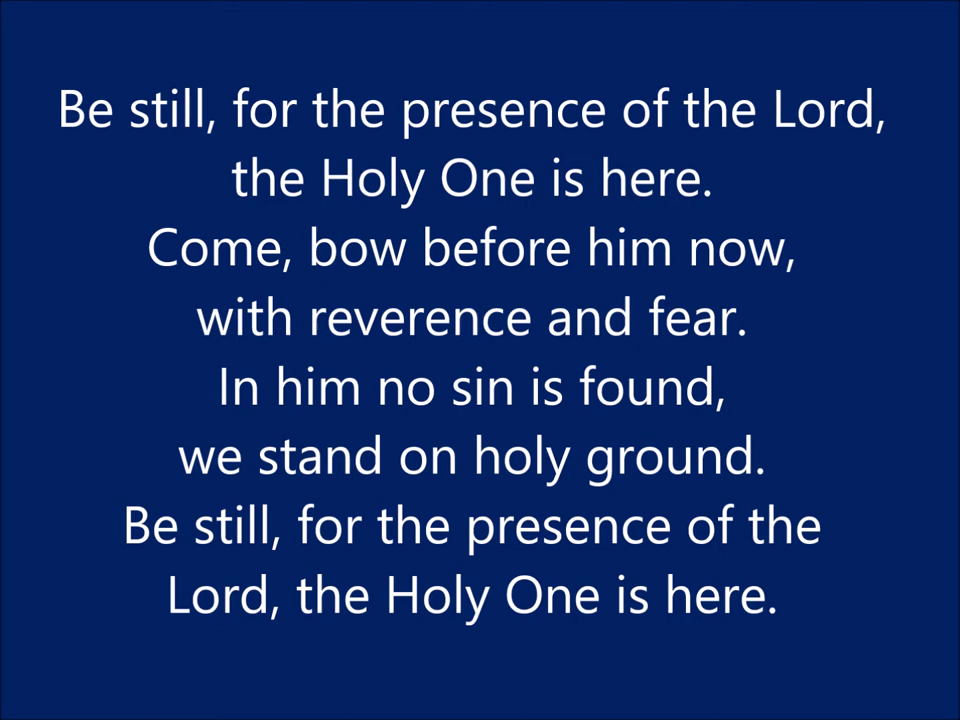 Be still, for the presence of the Lord,
the Holy One is here.
Come, bow before him now,
with reverence and fear.
In him no sin is found,
we stand on holy ground.
Be still, for the presence of the
Lord, the Holy One is here.